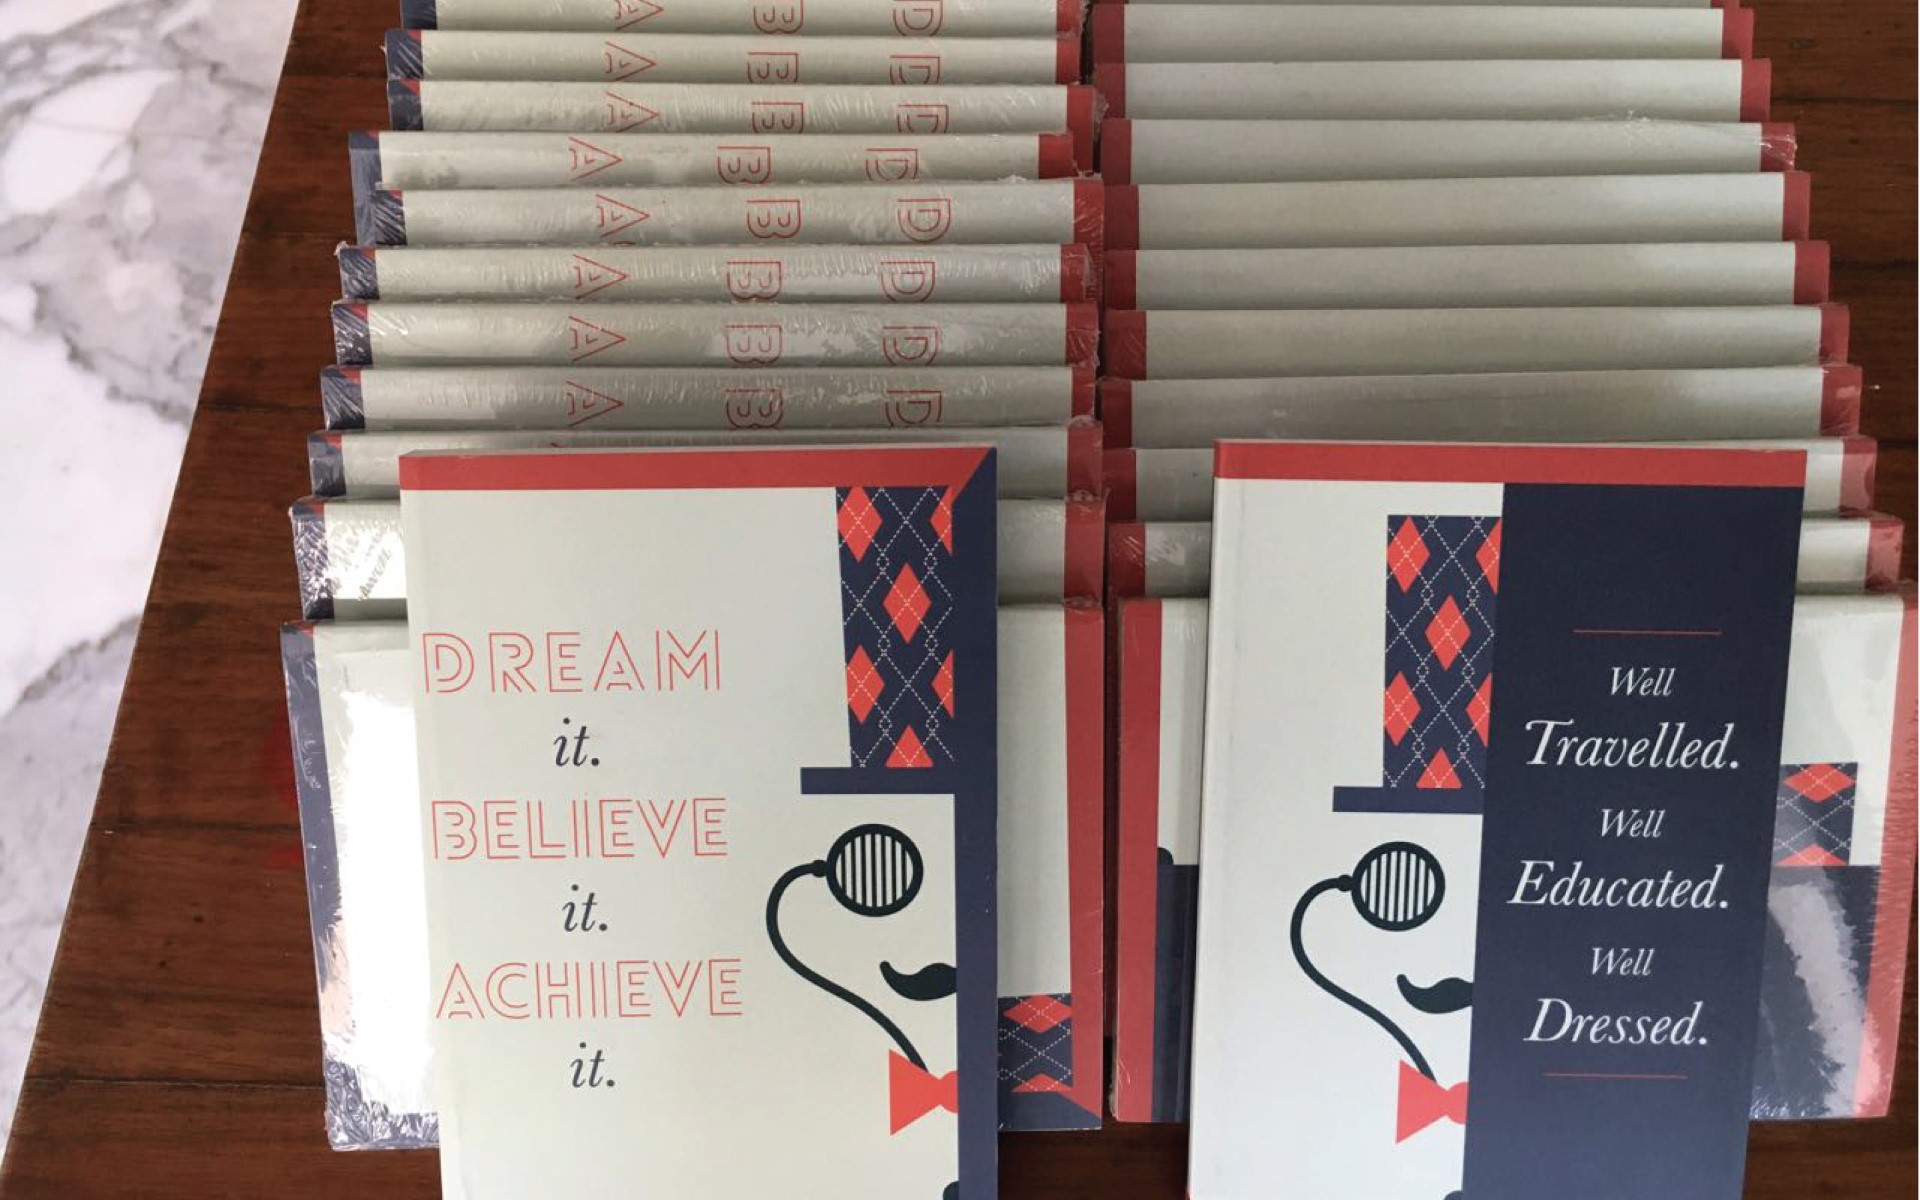 DREAM
it.
BELIEVE
it.
ACHIEVE
it.
Well
Travelled.
Well
Educated.
Well
Dressed.